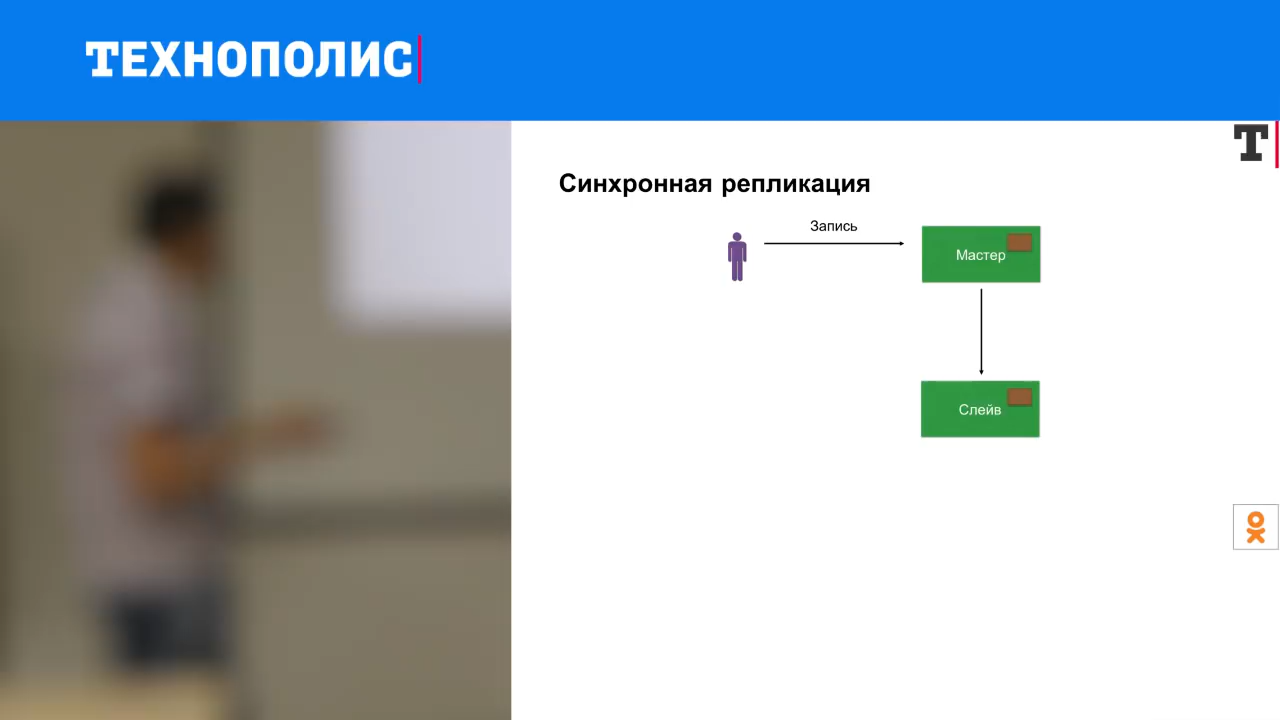 ТЕХНОПОЛИС
Т
Синхронная репликация
Запись
Мастер
Слейв